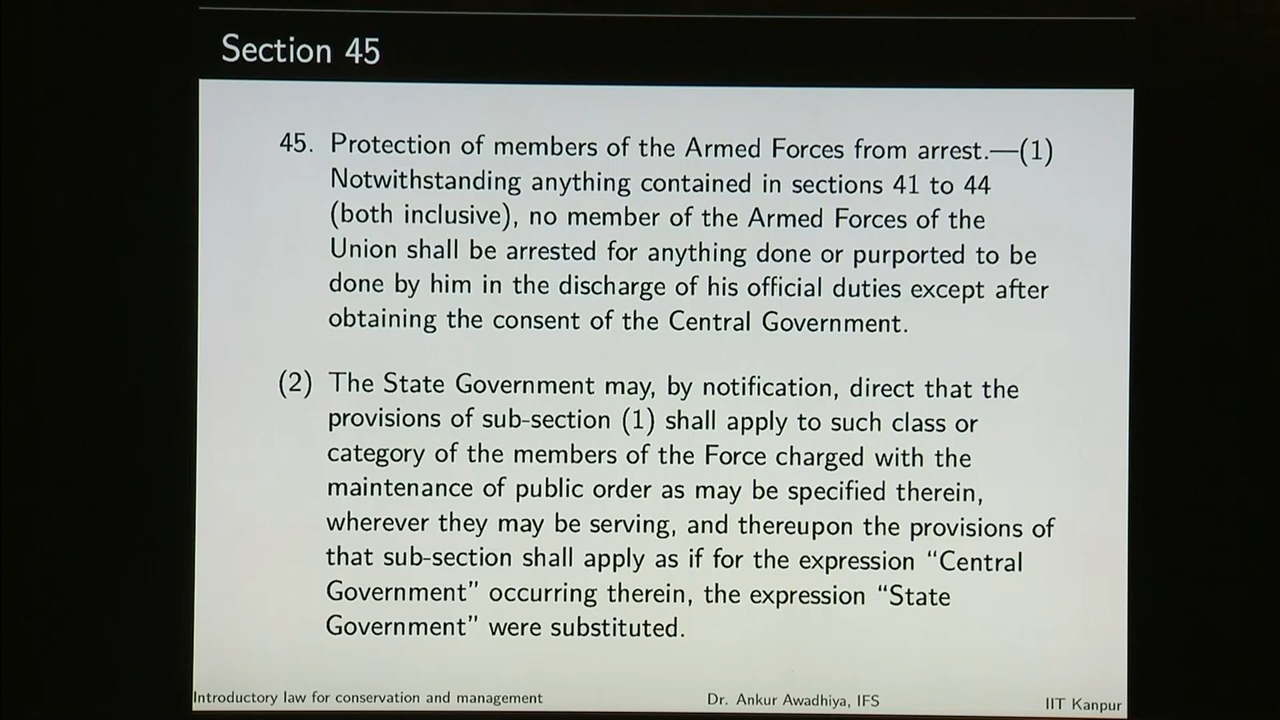 Section 45
45. Protection of members of the Armed Forces from arrest.—(1)
Notwithstanding anything contained in sections 41 to 44
(both inclusive), no member of the Armed Forces of the
Union shall be arrested for anything done or purported to be
done by him in the discharge of his official duties except after
obtaining the consent of the Central Government.
(2) The State Government may, by notification, direct that the
provisions of sub-section (1) shall apply to such class or
category of the members of the Force charged with the
maintenance of public order as may be specified therein,
wherever they may be serving, and thereupon the provisions of
that sub-section shall apply as if for the expression “Central
Government” occurring therein, the expression “State
Government” were substituted.
Introductory law for conservation and management Dr. Ankur Awadhiya, IFS IIT Kanpur